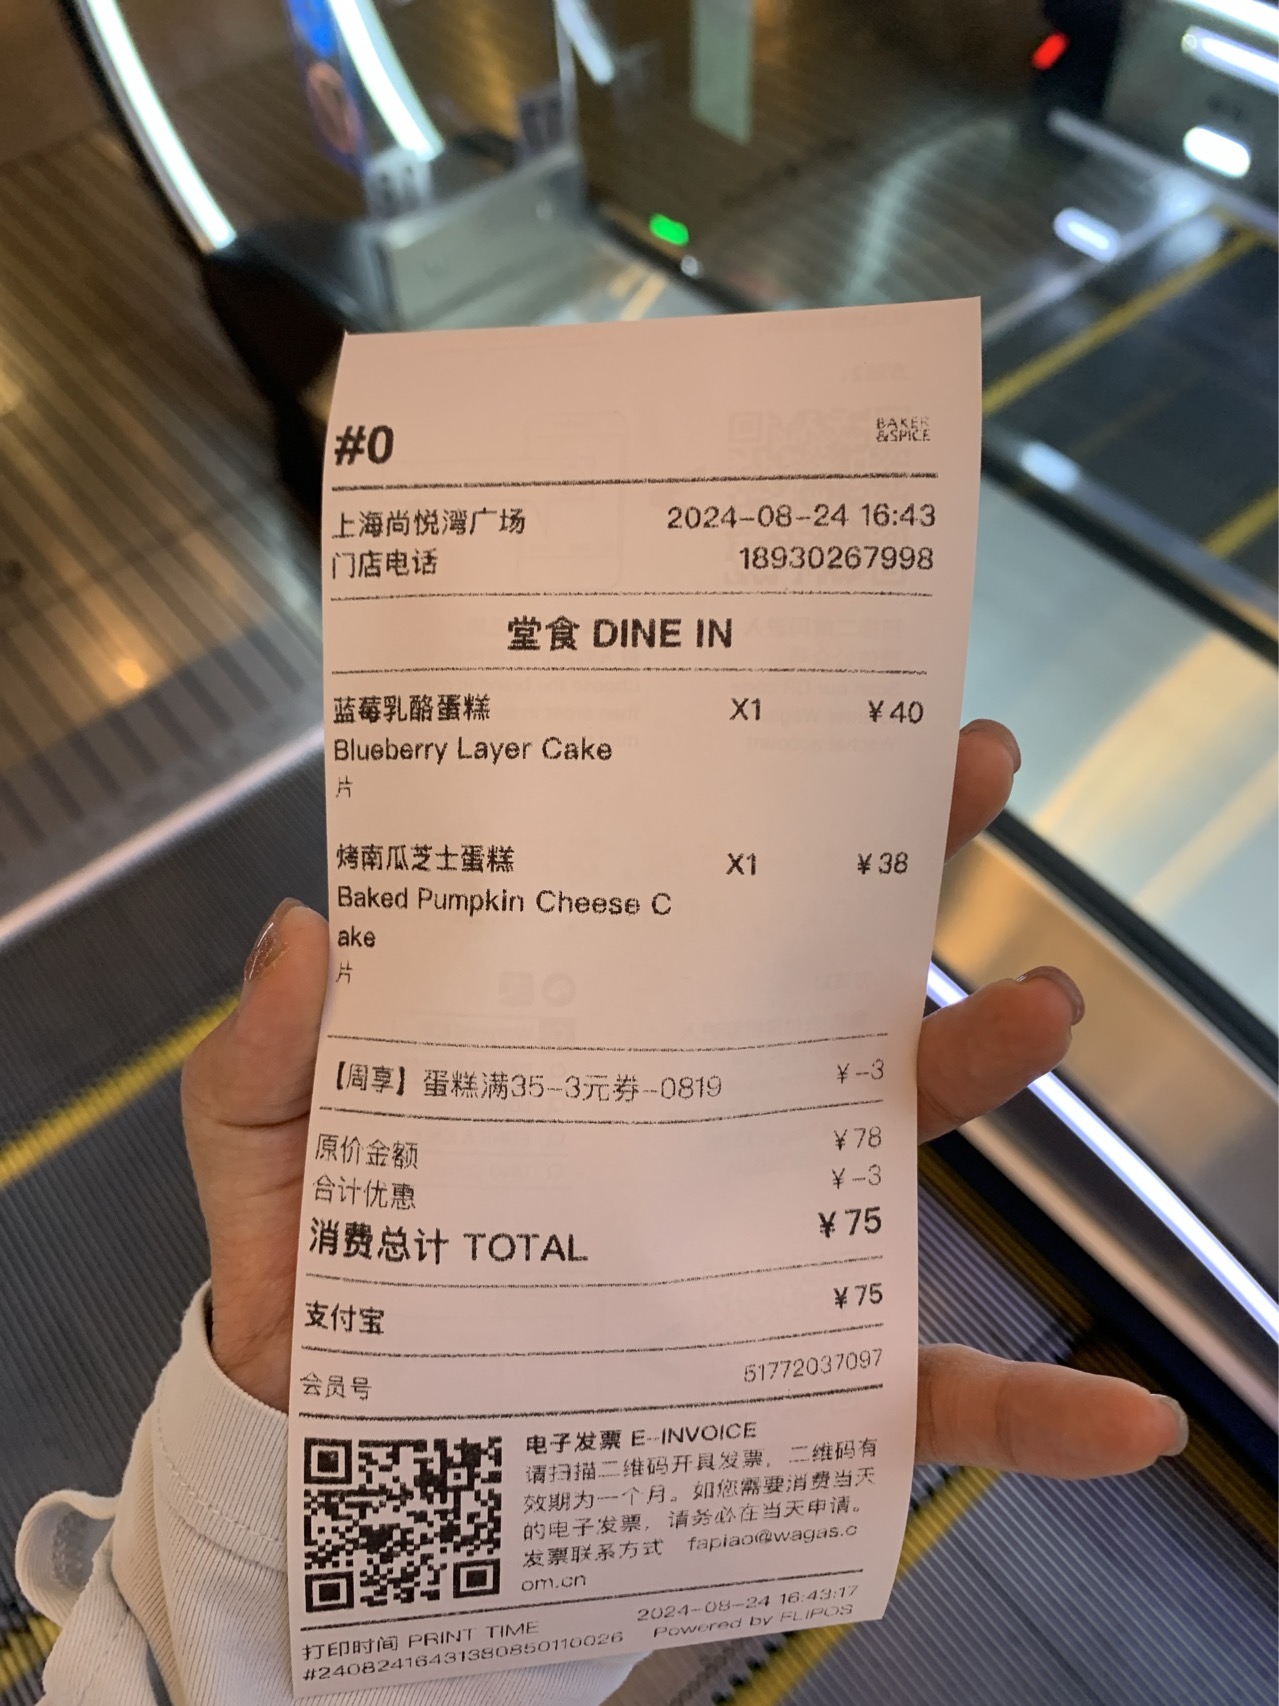 #0
BAKER
&SPICE
上海尚悦湾广场 2024-08-24 16:43
门店电话 18930267998
堂食 DINE IN
蓝莓乳酪蛋糕 X1 ¥40
Blueberry Layer Cake
片
烤南瓜芝士蛋糕 X1 ¥38
Baked Pumpkin Cheese C
ake
片
【周享】蛋糕满35-3元券-0819 ¥-3
原价金额 ¥78
合计优惠 ¥-3
消费总计 TOTAL ¥75
支付宝 ¥75
会员号 51772037097
电子发票 E-INVOICE
请扫描二维码开具发票，二维码有
效期为一个月。如您需要消费当天
的电子发票，请务必在当天申请。
发票联系方式 fapiao@wagas.c
om.cn
打印时间 PRINT TIME 2024-08-24 16:43:17
#24082416431380850110026 Powered by FLIPOS